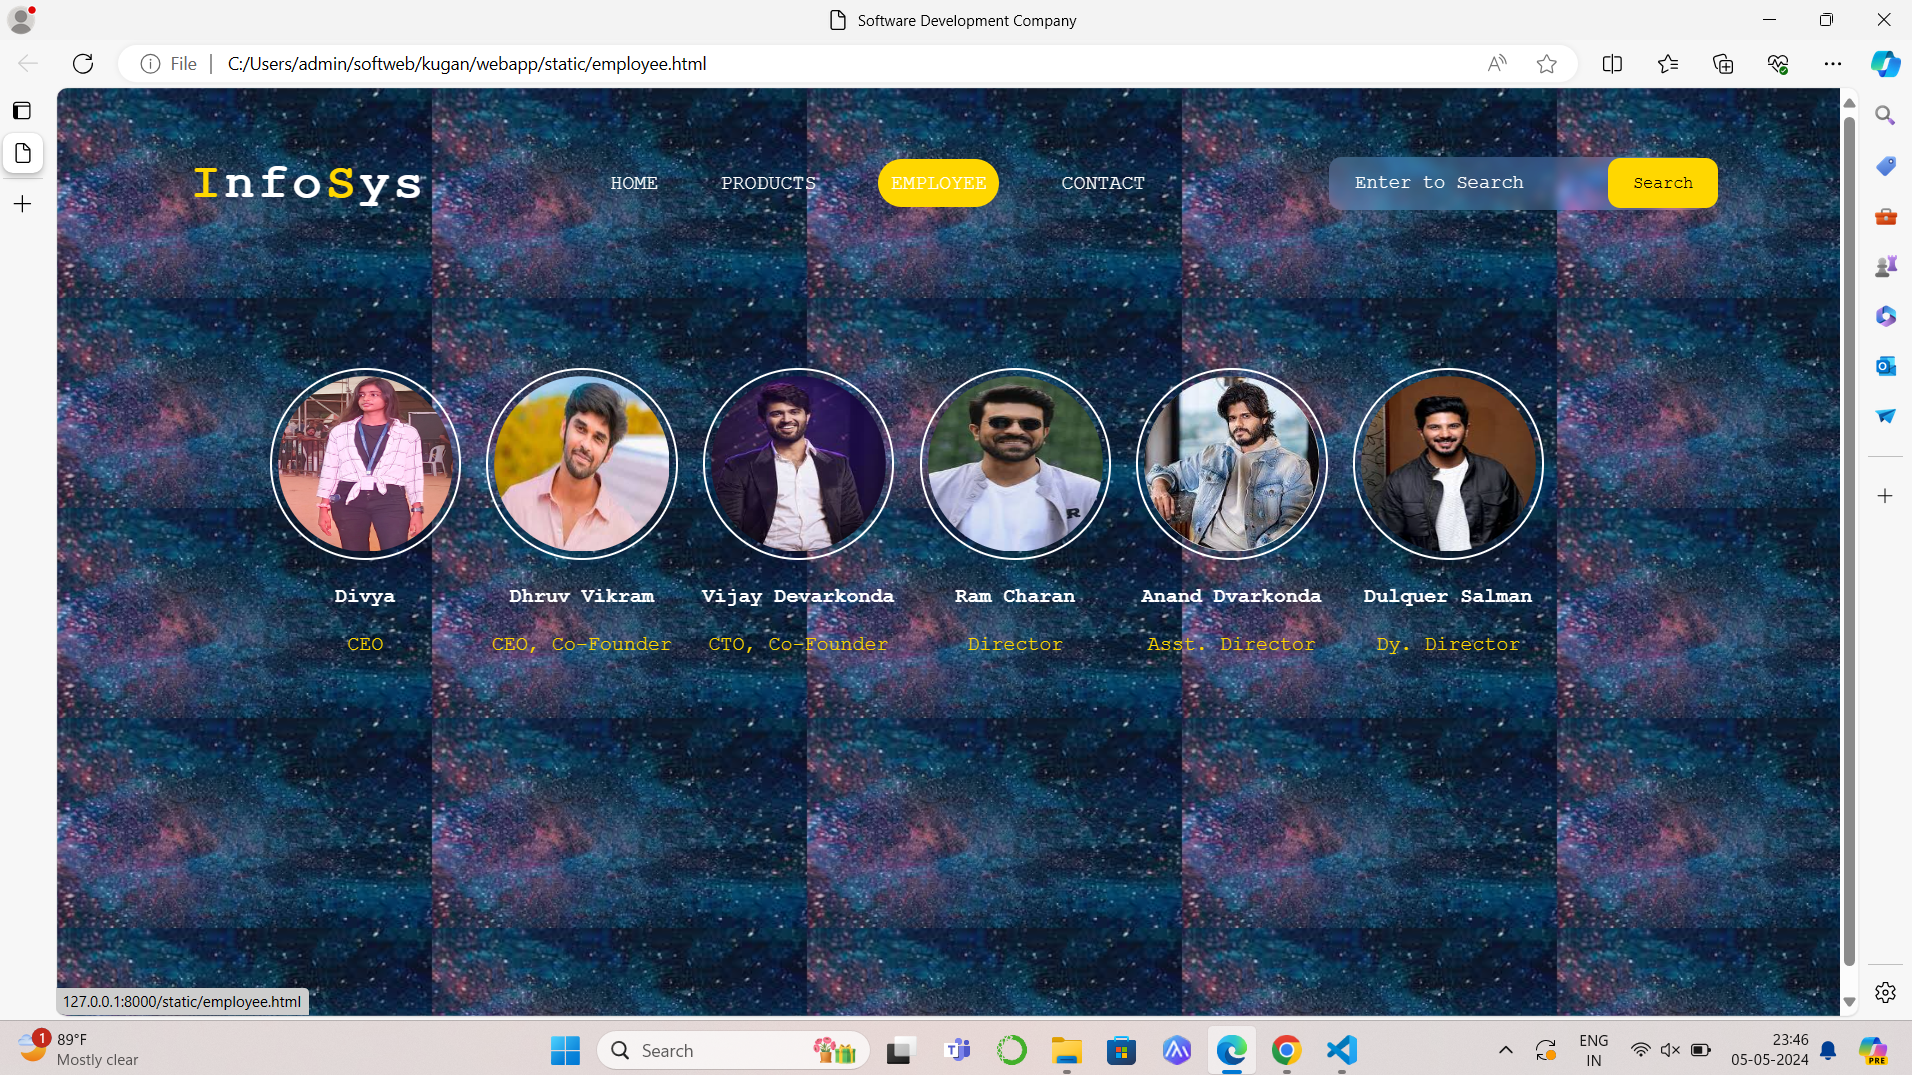 Software Development Company
File C:/Users/admin/softweb/kugan/webapp/static/employee.html
InfoSys HOME PRODUCTS EMPLOYEE CONTACT Enter to Search Search
R
Divya Dhruv Vikram Vijay Devarkonda Ram Charan Anand Dvarkonda Dulquer Salman
CEO CEO, Co-Founder CTO, Co-Founder Director Asst. Director Dy. Director
127.0.0.1:8000/static/employee.html
1 89°F
Mostly clear
Search
ENG
IN
23:46
05-05-2024
PRE